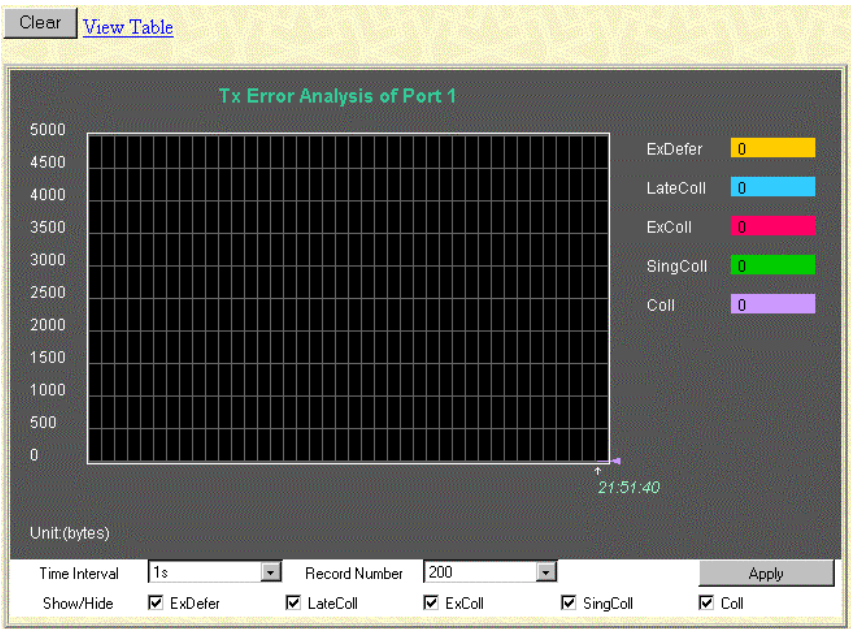 Clear View Table
Tx Error Analysis of Port 1
5000
4500
4000
3500
3000
2500
2000
1500
1000
500
0
ExDefer 0
LateColl 0
ExColl 0
SingColl 0
Coll 0
21:51:40
Unit:(bytes)
Time Interval 1s Record Number 200 Apply
Show/Hide ExDefer LateColl ExColl SingColl Coll